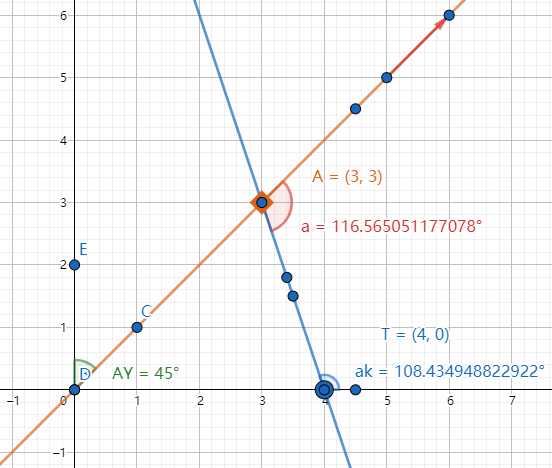 6
5
4
A = (3, 3)
3
a = 116.565051177078°
E
2
C
1
T = (4, 0)
D
AY = 45°
ak = 108.434948822922°
−1
0
1
2
3
4
5
6
7
−1